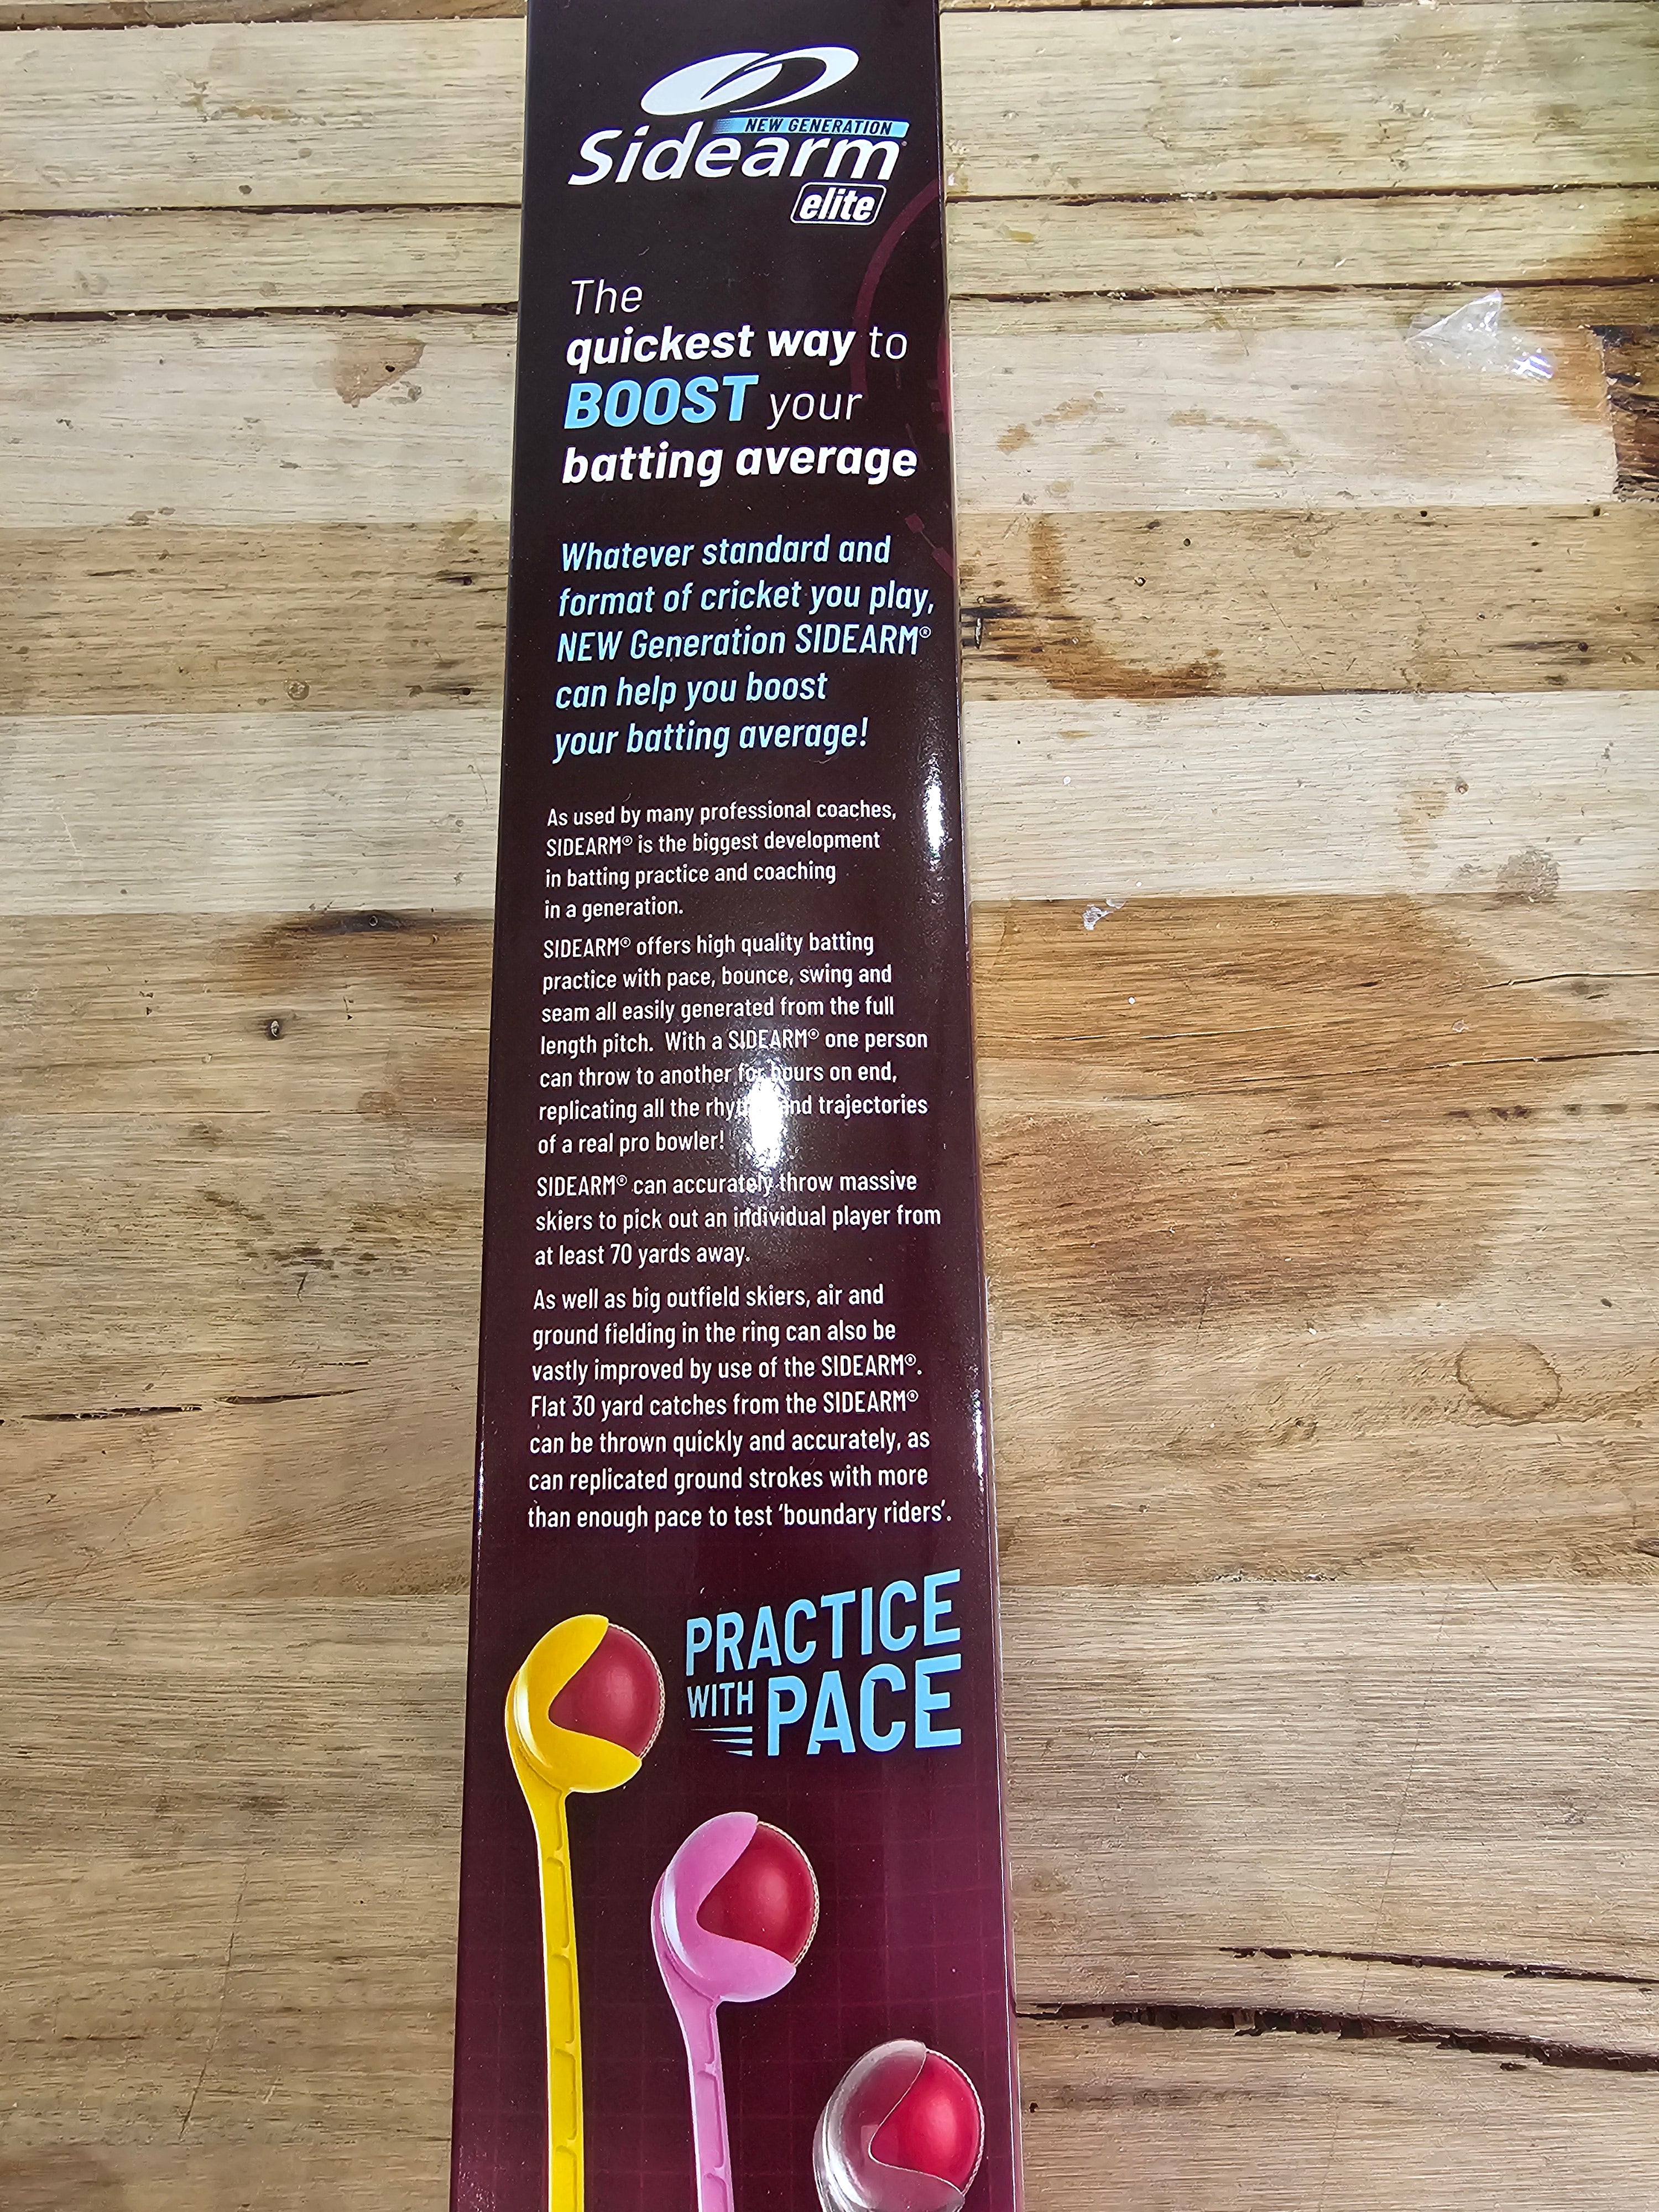 NEW GENERATION
Sidearm
elite
The
quickest way to
BOOST your
batting average
Whatever standard and
format of cricket you play,
NEW Generation SIDEARM®
can help you boost
your batting average!
As used by many professional coaches,
SIDEARM® is the biggest development
in batting practice and coaching
in a generation.
SIDEARM® offers high quality batting
practice with pace, bounce, swing and
seam all easily generated from the full
length pitch. With a SIDEARM® one person
can throw to another for hours on end,
replicating all the and trajectories
of a real pro bowler!
SIDEARM® can accurately throw massive
skiers to pick out an individual player from
at least 70 yards away.
As well as big outfield skiers, air and
ground fielding in the ring can also be
vastly improved by use of the SIDEARM®.
Flat 30 yard catches from the SIDEARM®
can be thrown quickly and accurately, as
can replicated ground strokes with more
than enough pace to test ‘boundary riders’.
PRACTICE
WITH PACE